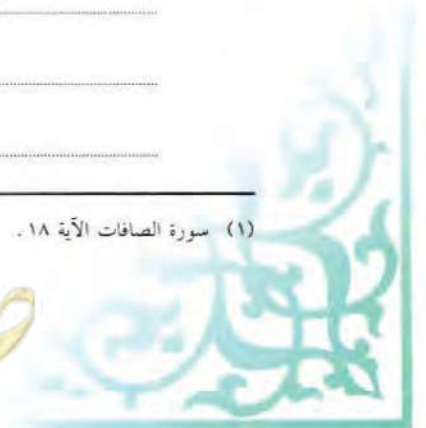 (١) سورة الصافات الآية ١٨ .